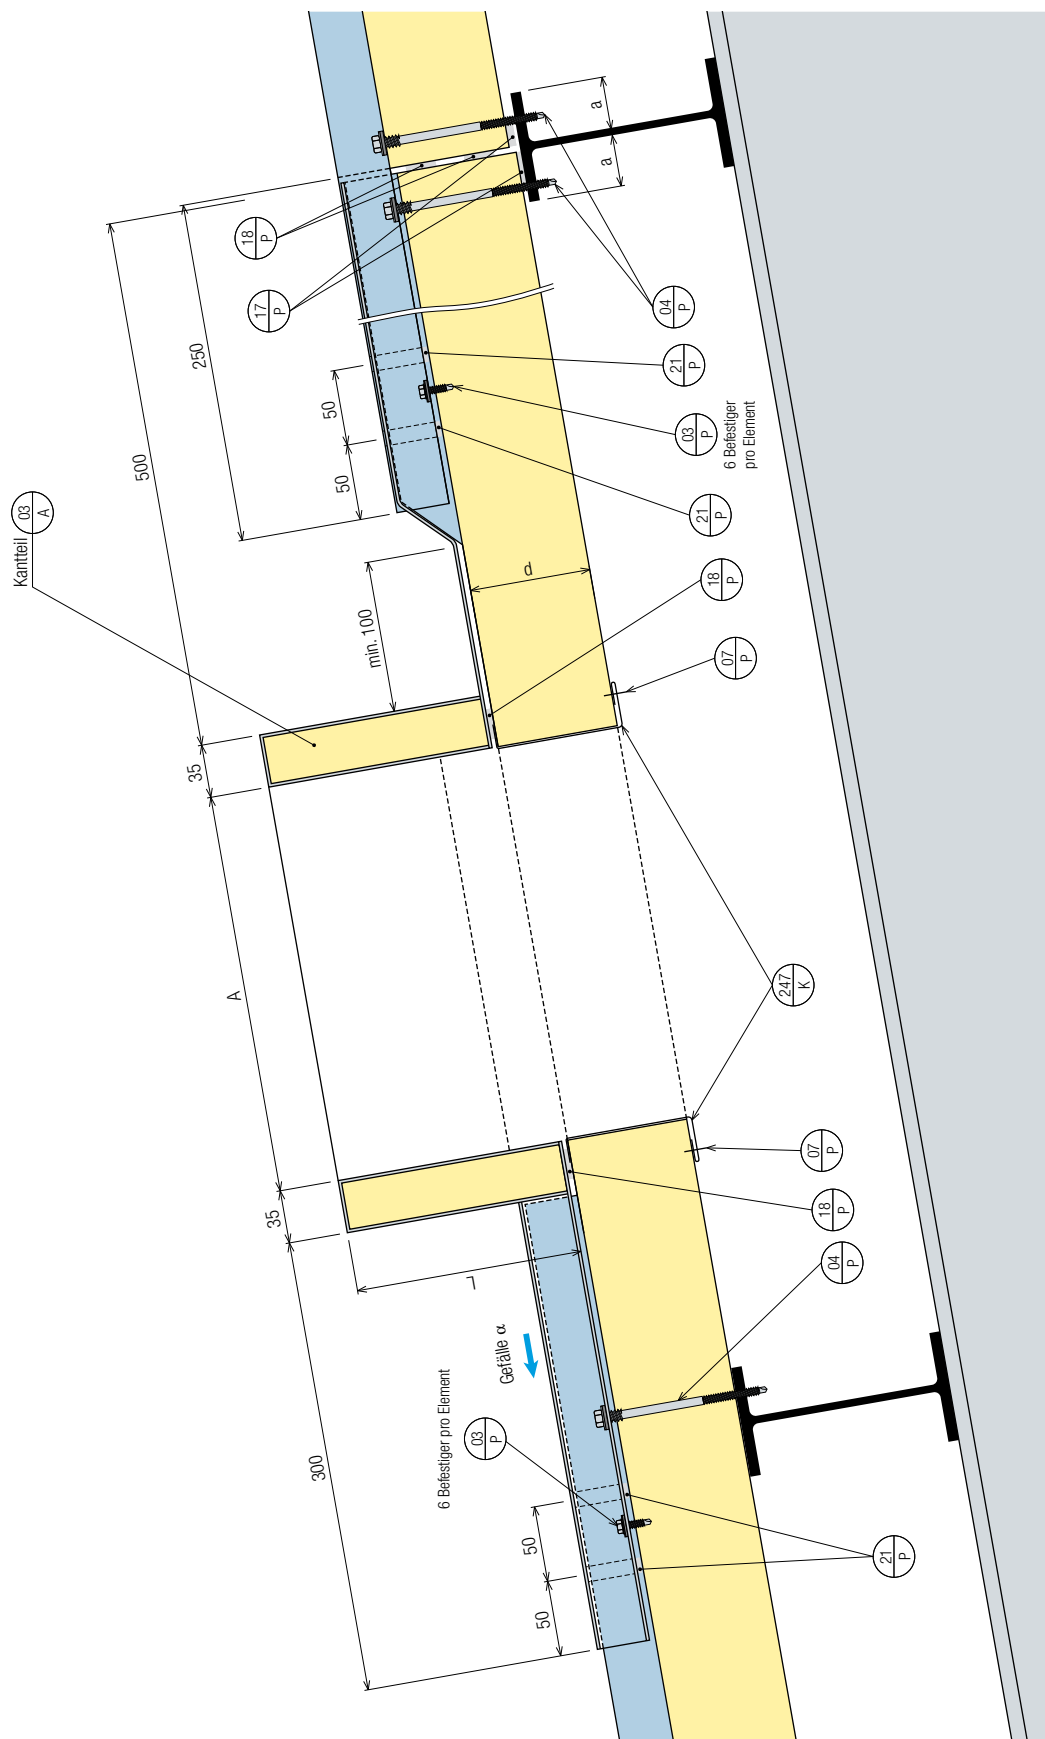 Kantteil
03
A
500
250
50
50
min. 100
35
A
35
300
50
50
L
d
a
a
18
P
17
P
04
P
21
P
03
P
6 Befestiger
pro Element
21
P
18
P
07
P
247
K
07
P
18
P
04
P
21
P
Gefälle α
6 Befestiger pro Element
03
P